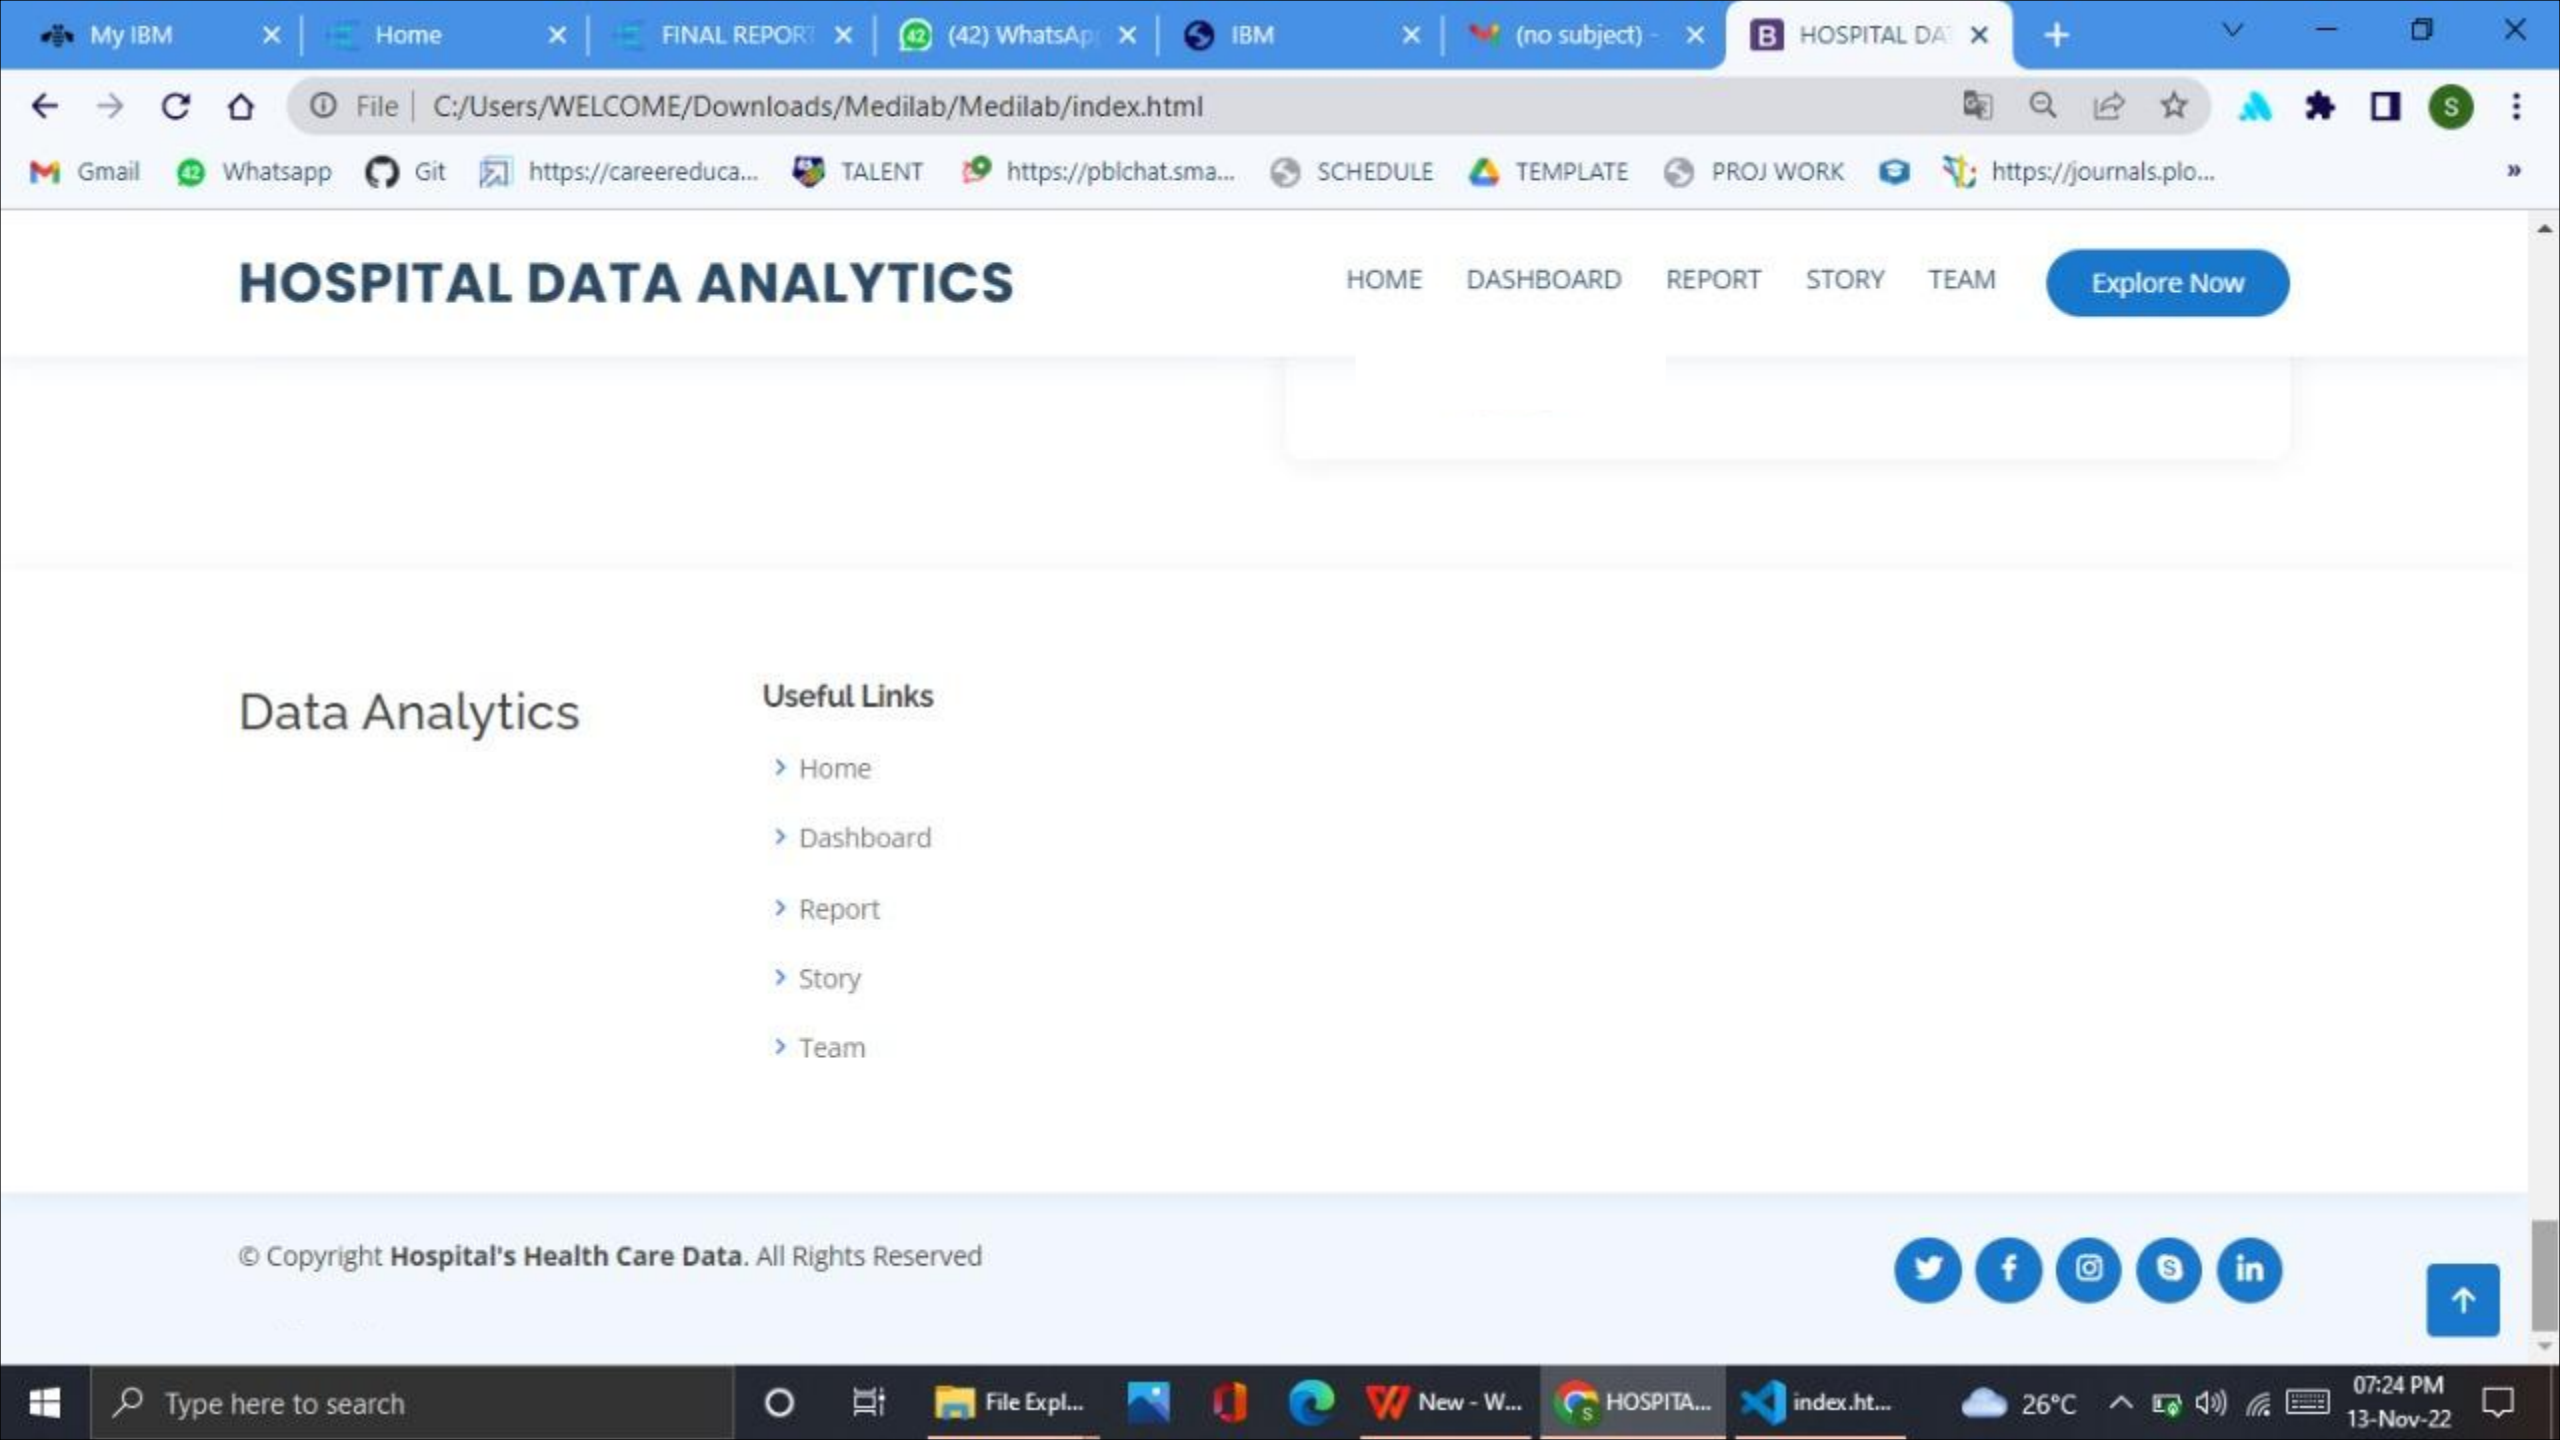 My IBM
Home
FINAL REPOR
(42) WhatsAp
IBM
(no subject) -
HOSPITAL DA
File
C:/Users/WELCOME/Downloads/Medilab/Medilab/index.html
S
Gmail
42
Whatsapp
Git
https://careereduca...
TALENT
https://pblchat.sma...
SCHEDULE
TEMPLATE
PROJ WORK
https://journals.plo...
»
HOSPITAL DATA ANALYTICS
HOME
DASHBOARD
REPORT
STORY
TEAM
Explore Now
Data Analytics
Useful Links
Home
Dashboard
Report
Story
Team
© Copyright Hospital's Health Care Data. All Rights Reserved
Type here to search
File Expl...
New - W...
HOSPITA...
index.ht...
26°C
07:24 PM
13-Nov-22